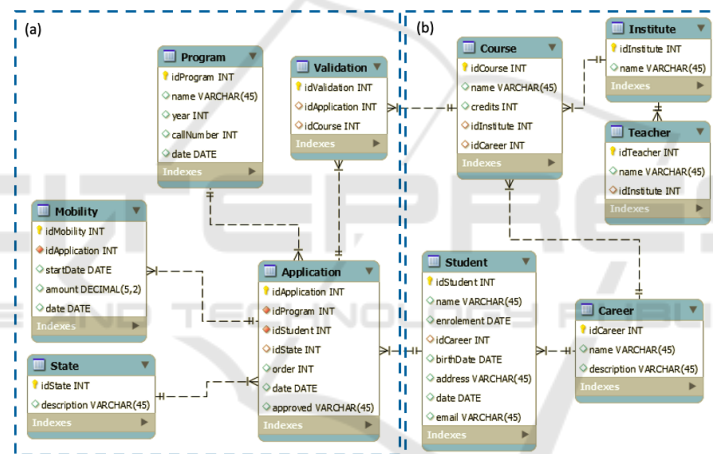 (a)
Program
idProgram INT
name VARCHAR(45)
year INT
callNumber INT
date DATE
Indexes
Validation
idValidation INT
idApplication INT
idCourse INT
Indexes
Mobility
idMobility INT
idApplication INT
startDate DATE
amount DECIMAL(5,2)
date DATE
Indexes
Application
idApplication INT
idProgram INT
idStudent INT
idState INT
order INT
date DATE
approved VARCHAR(45)
Indexes
State
idState INT
description VARCHAR(45)
Indexes
(b)
Course
idCourse INT
name VARCHAR(45)
credits INT
idInstitute INT
idCareer INT
Indexes
Institute
idInstitute INT
name VARCHAR(45)
Indexes
Teacher
idTeacher INT
name VARCHAR(45)
idInstitute INT
Indexes
Student
idStudent INT
name VARCHAR(45)
enrolement DATE
idCareer INT
birthDate DATE
address VARCHAR(45)
date DATE
email VARCHAR(45)
Indexes
Career
idCareer INT
name VARCHAR(45)
description VARCHAR(45)
Indexes